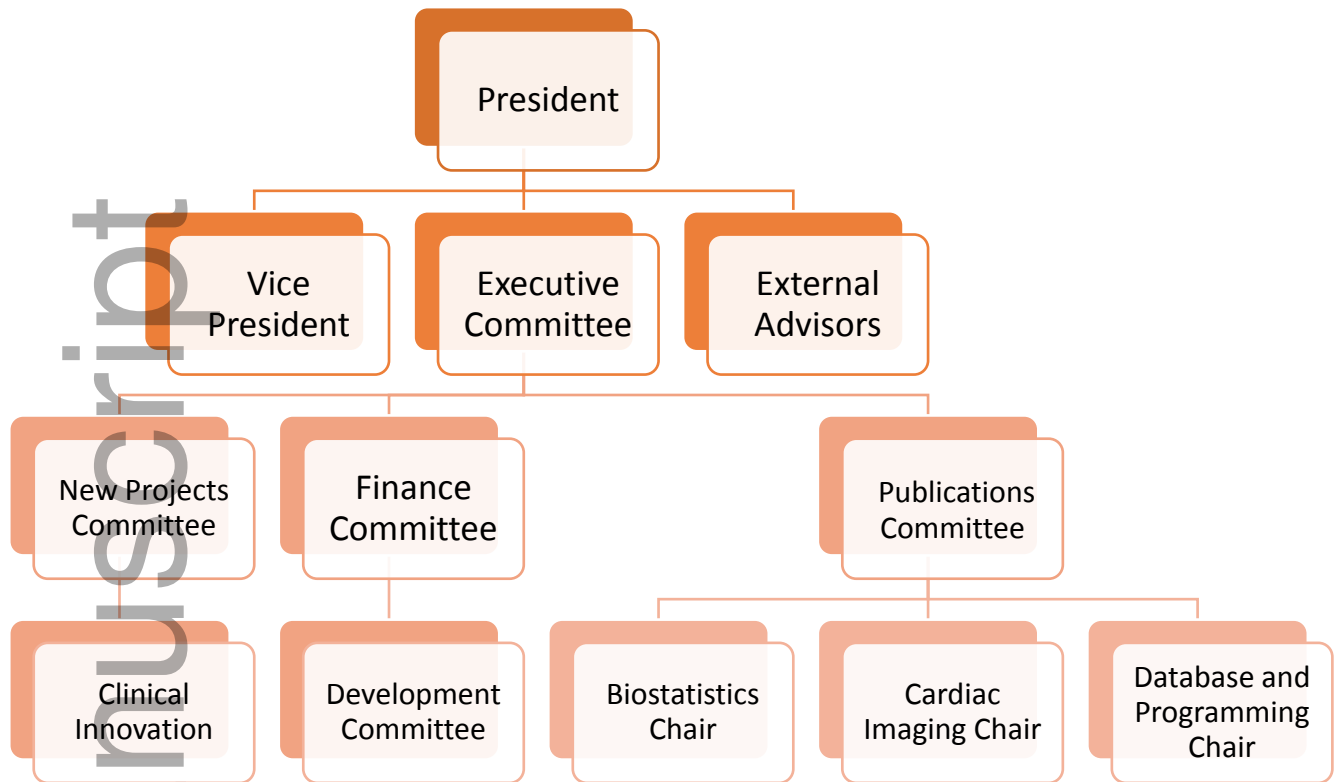 President
Vice
President
Executive
Committee
External
Advisors
New Projects
Committee
Finance
Committee
Publications
Committee
Clinical
Innovation
Development
Committee
Biostatistics
Chair
Cardiac
Imaging Chair
Database and
Programming
Chair
nuscript